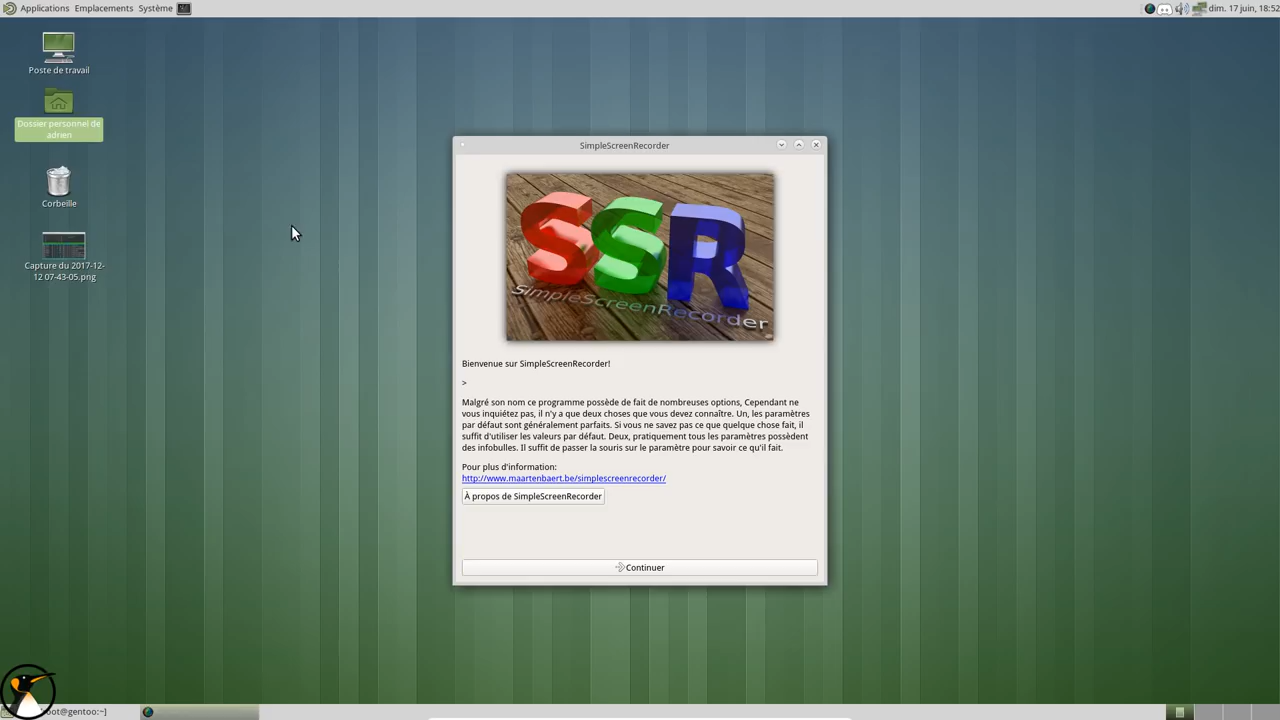 Applications Emplacements Système
dim. 17 juin, 18:52
Poste de travail
Dossier personnel de
adrien
Corbeille
Capture du 2017-12-
12 07-43-05.png
SimpleScreenRecorder
SSR
SimpleScreenRecorder
Bienvenue sur SimpleScreenRecorder!
>
Malgré son nom ce programme possède de fait de nombreuses options, Cependant ne
vous inquiétez pas, il n'y a que deux choses que vous devez connaître. Un, les paramètres
par défaut sont généralement parfaits. Si vous ne savez pas ce que quelque chose fait, il
suffit d'utiliser les valeurs par défaut. Deux, pratiquement tous les paramètres possèdent
des infobulles. Il suffit de passer la souris sur le paramètre pour savoir ce qu'il fait.
Pour plus d'information:
http://www.maartenbaert.be/simplescreenrecorder/
À propos de SimpleScreenRecorder
Continuer
oot@gentoo:~]